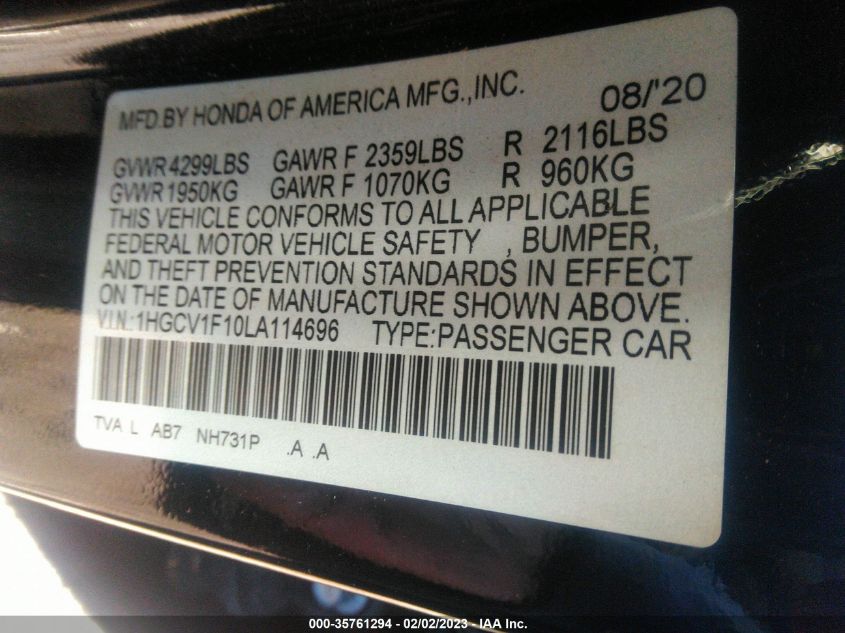 MFD.BY HONDA OF AMERICA MFG.,INC. 08/'20
GVWR 4299LBS GAWR F 2359LBS R 2116LBS
GVWR 1950KG GAWR F 1070KG R 960KG
THIS VEHICLE CONFORMS TO ALL APPLICABLE
FEDERAL MOTOR VEHICLE SAFETY , BUMPER,
AND THEFT PREVENTION STANDARDS IN EFFECT
ON THE DATE OF MANUFACTURE SHOWN ABOVE.
V.I.N.:1HGCV1F10LA114696 TYPE:PASSENGER CAR
TVA L AB7 NH731P .A .A
000-35761294 - 02/02/2023 - IAA Inc.